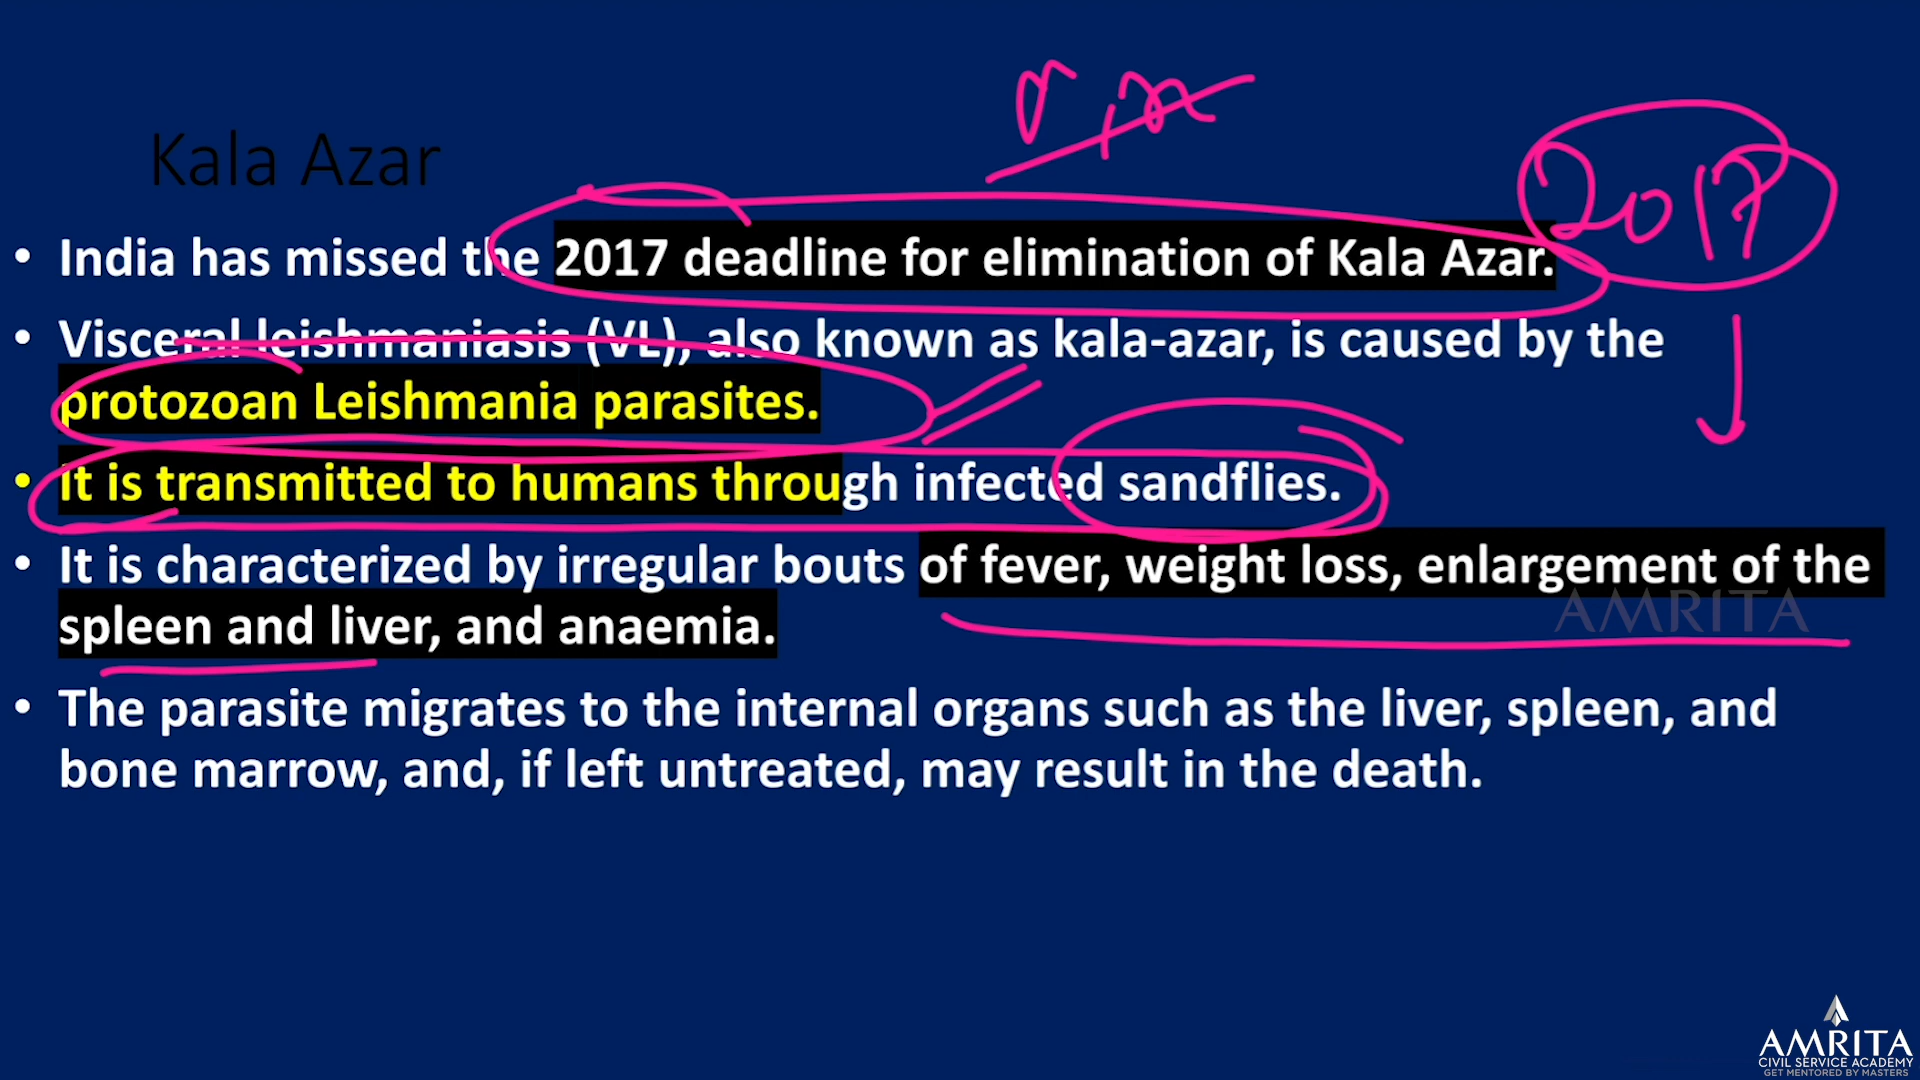 Kala Azar
2017
• India has missed the 2017 deadline for elimination of Kala Azar.
• Visceral leishmaniasis (VL), also known as kala-azar, is caused by the
protozoan Leishmania parasites.
• It is transmitted to humans through infected sandflies.
• It is characterized by irregular bouts of fever, weight loss, enlargement of the
spleen and liver, and anaemia.
AMRITA
• The parasite migrates to the internal organs such as the liver, spleen, and
bone marrow, and, if left untreated, may result in the death.
AMRITA
CIVIL SERVICE ACADEMY
GET MENTORED BY MASTERS